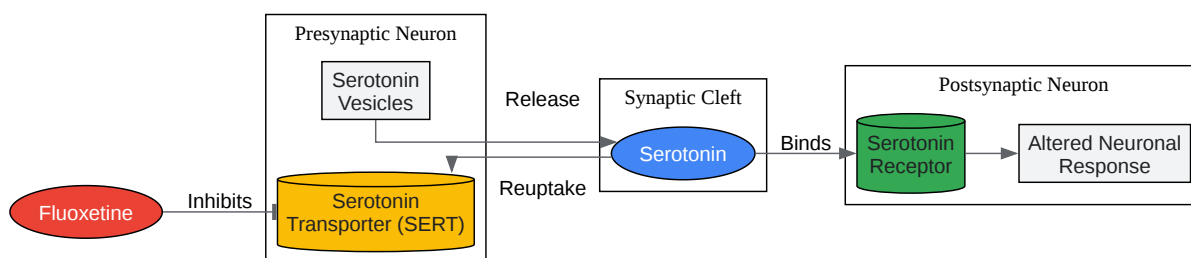 Presynaptic Neuron
Serotonin
Vesicles
Release
Synaptic Cleft
Serotonin
Reuptake
Binds
Postsynaptic Neuron
Serotonin
Receptor
Altered Neuronal
Response
Fluoxetine
Inhibits
Serotonin
Transporter (SERT)